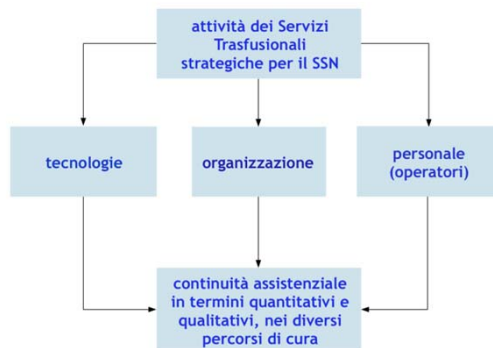 attività dei Servizi
Trasfusionali
strategiche per il SSN
tecnologie
organizzazione
personale
(operatori)
continuità assistenziale
in termini quantitativi e
qualitativi, nei diversi
percorsi di cura